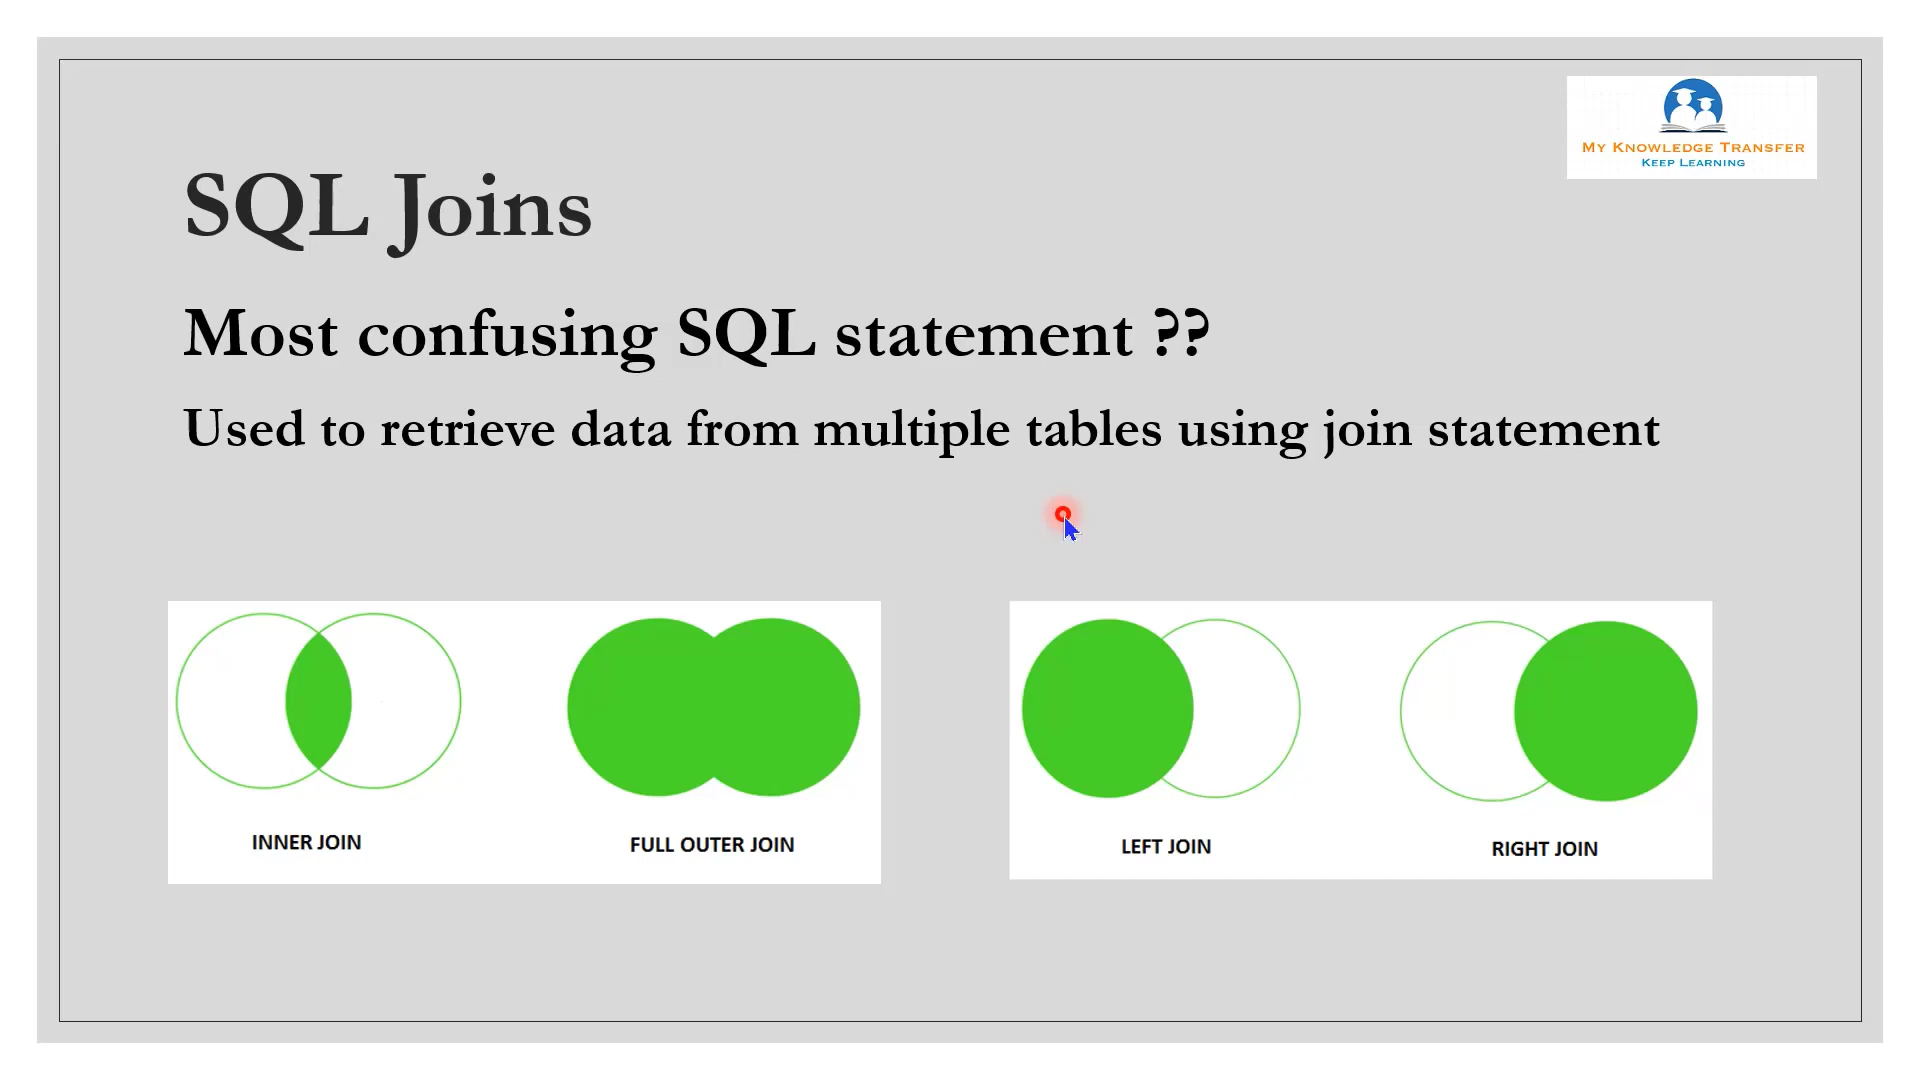 My Knowledge Transfer
Keep Learning
SQL Joins
Most confusing SQL statement ??
Used to retrieve data from multiple tables using join statement
INNER JOIN
FULL OUTER JOIN
LEFT JOIN
RIGHT JOIN